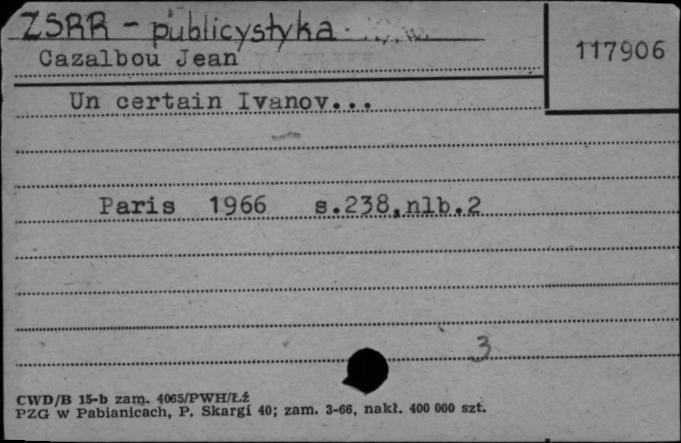 ZSRR - publicystyka
Cazalbou Jean
117906
Un certain Ivanov...
Paris 1966 s.238,nlb.2
3
CWD/B 15-b zam. 4065/PWH/Łź
PZG w Pabianicach, P. Skargi 40; zam. 3-66, nakł. 400 000 szt.